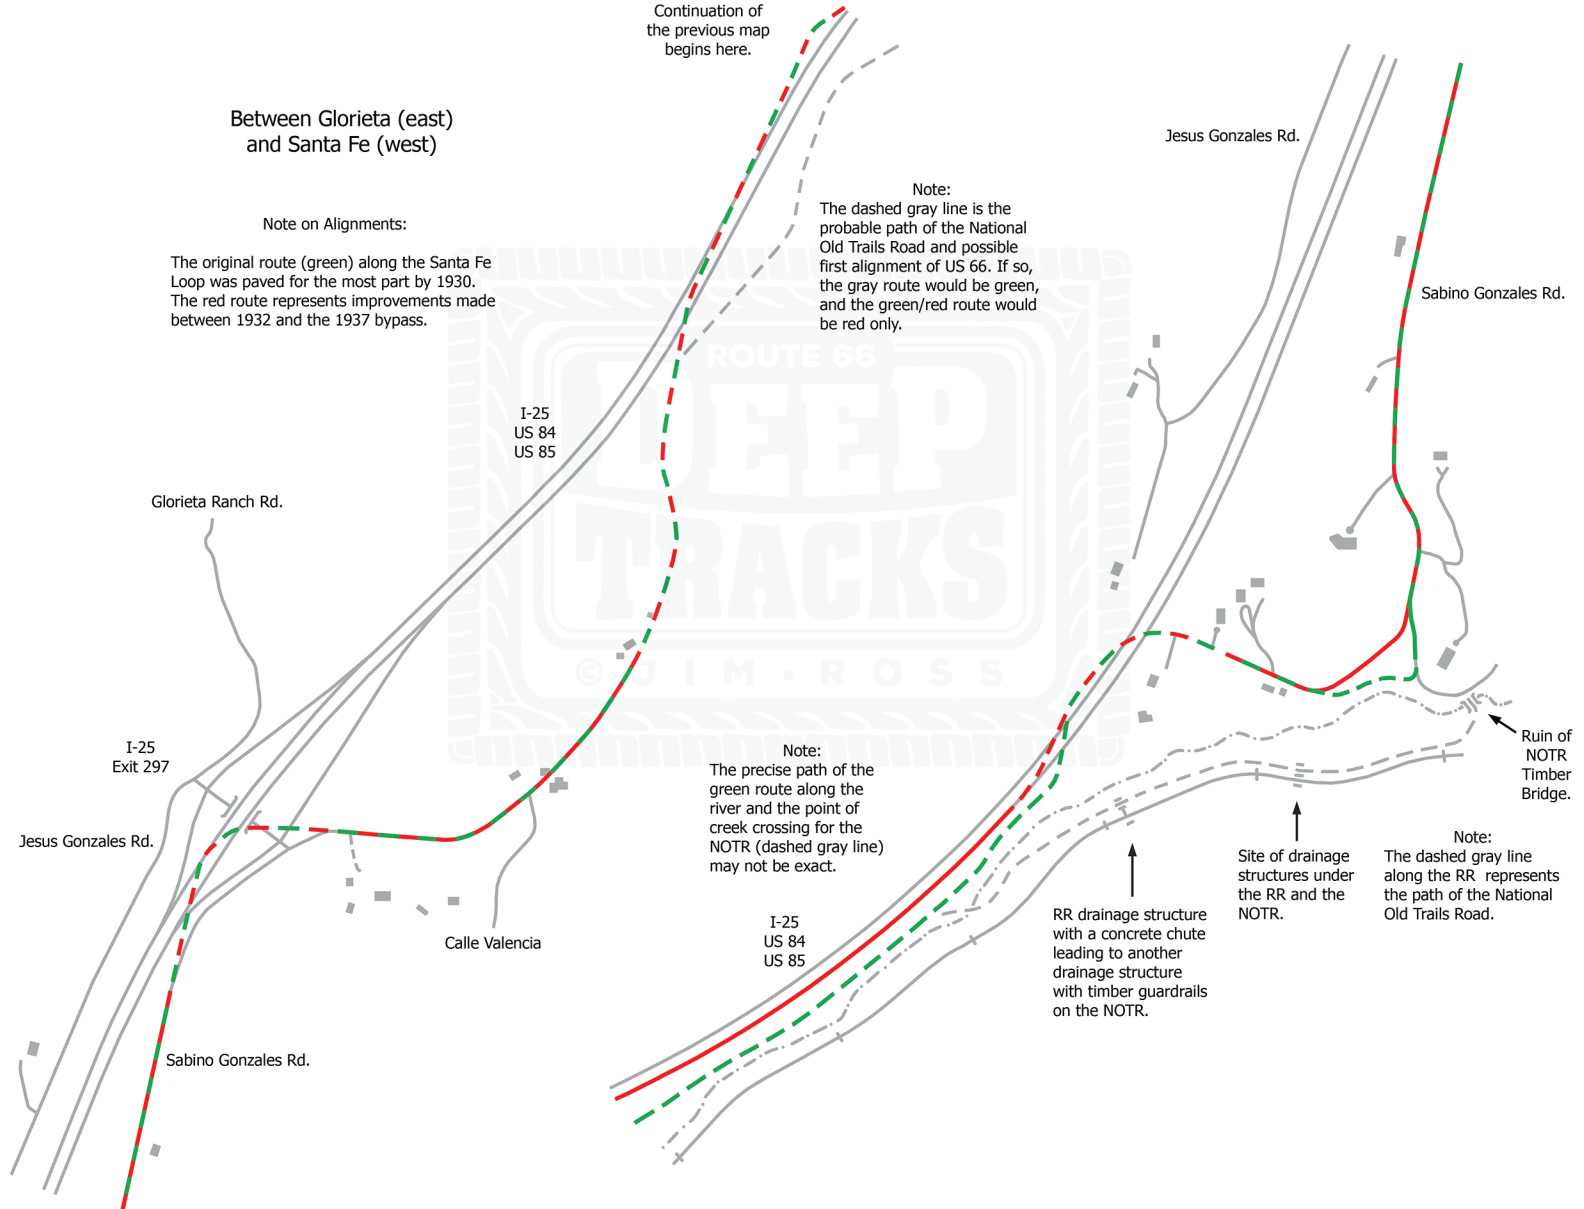 Continuation of
the previous map
begins here.
Between Glorieta (east)
and Santa Fe (west)
Note on Alignments:
The original route (green) along the Santa Fe
Loop was paved for the most part by 1930.
The red route represents improvements made
between 1932 and the 1937 bypass.
Note:
The dashed gray line is the
probable path of the National
Old Trails Road and possible
first alignment of US 66. If so,
the gray route would be green,
and the green/red route would
be red only.
Jesus Gonzales Rd.
Sabino Gonzales Rd.
ROUTE 66
DEEP
TRACKS
© JIM · ROSS
I-25
US 84
US 85
Glorieta Ranch Rd.
I-25
Exit 297
Jesus Gonzales Rd.
Calle Valencia
Sabino Gonzales Rd.
Note:
The precise path of the
green route along the
river and the point of
creek crossing for the
NOTR (dashed gray line)
may not be exact.
I-25
US 84
US 85
RR drainage structure
with a concrete chute
leading to another
drainage structure
with timber guardrails
on the NOTR.
Site of drainage
structures under
the RR and the
NOTR.
Ruin of
NOTR
Timber
Bridge.
Note:
The dashed gray line
along the RR represents
the path of the National
Old Trails Road.